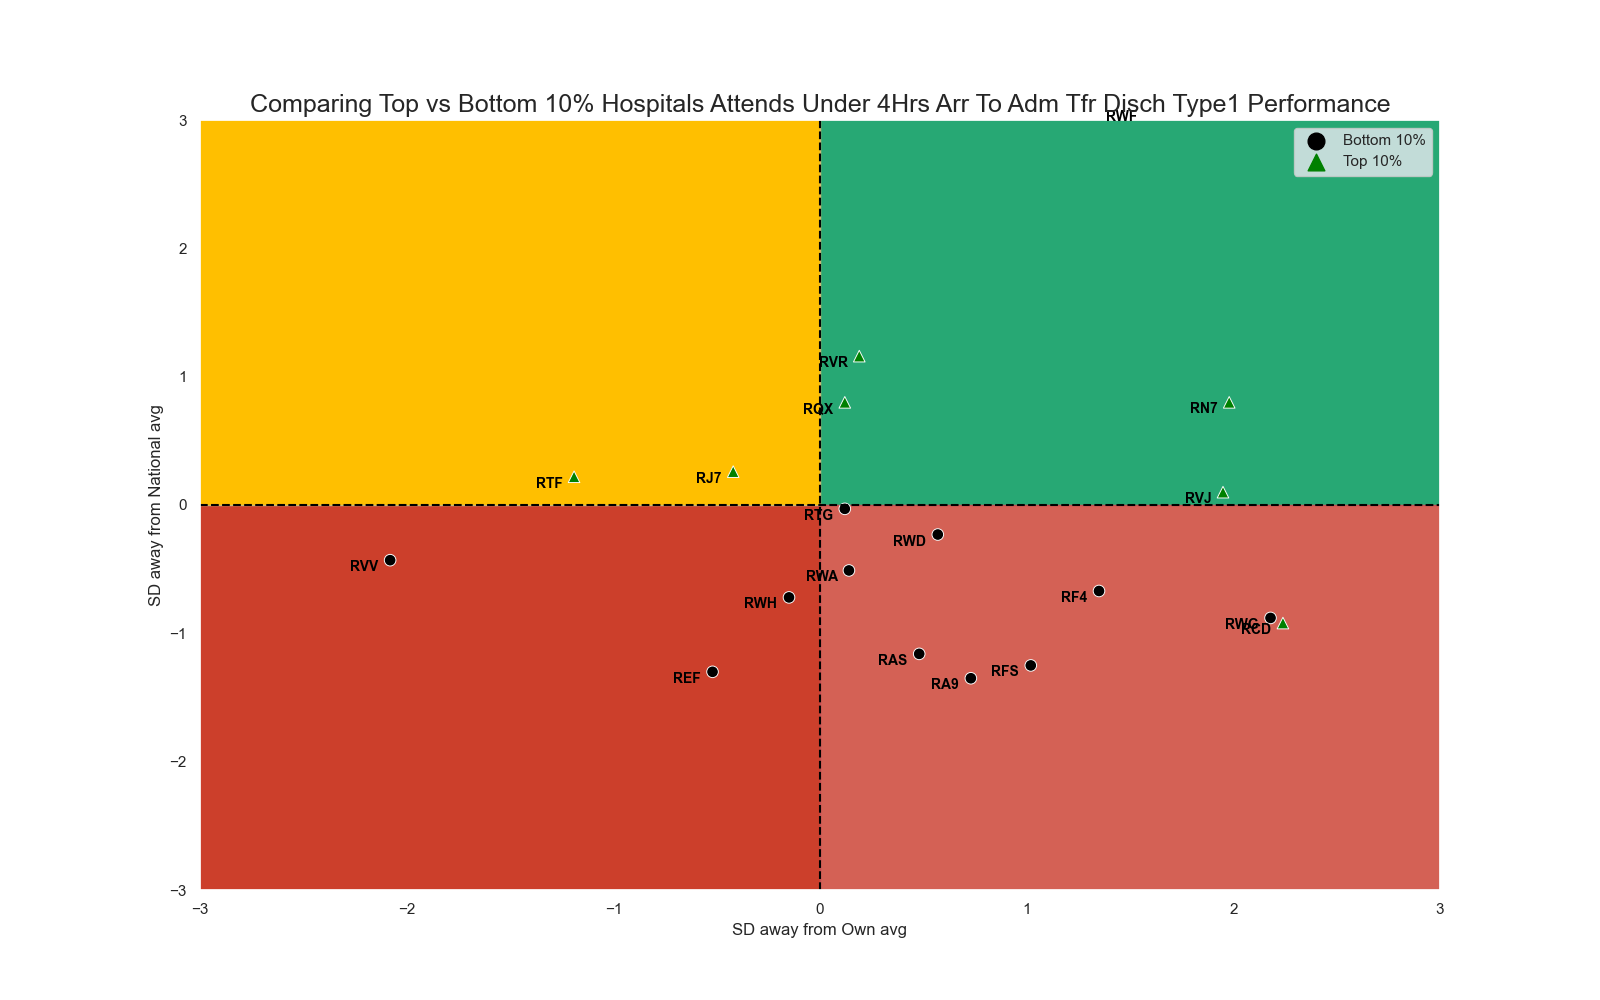 Comparing Top vs Bottom 10% Hospitals Attends Under 4Hrs Arr To Adm Tfr Disch Type1 Performance
RWF
3
Bottom 10%
Top 10%
2
1
RVR
RQX
RN7
RTF
RJ7
RVJ
0
RTG
RWD
RVV
RWA
RWH
RF4
RWG
RCD
−1
RAS
RFS
REF
RA9
−2
−3
−3
−2
−1
0
1
2
3
SD away from Own avg
SD away from National avg